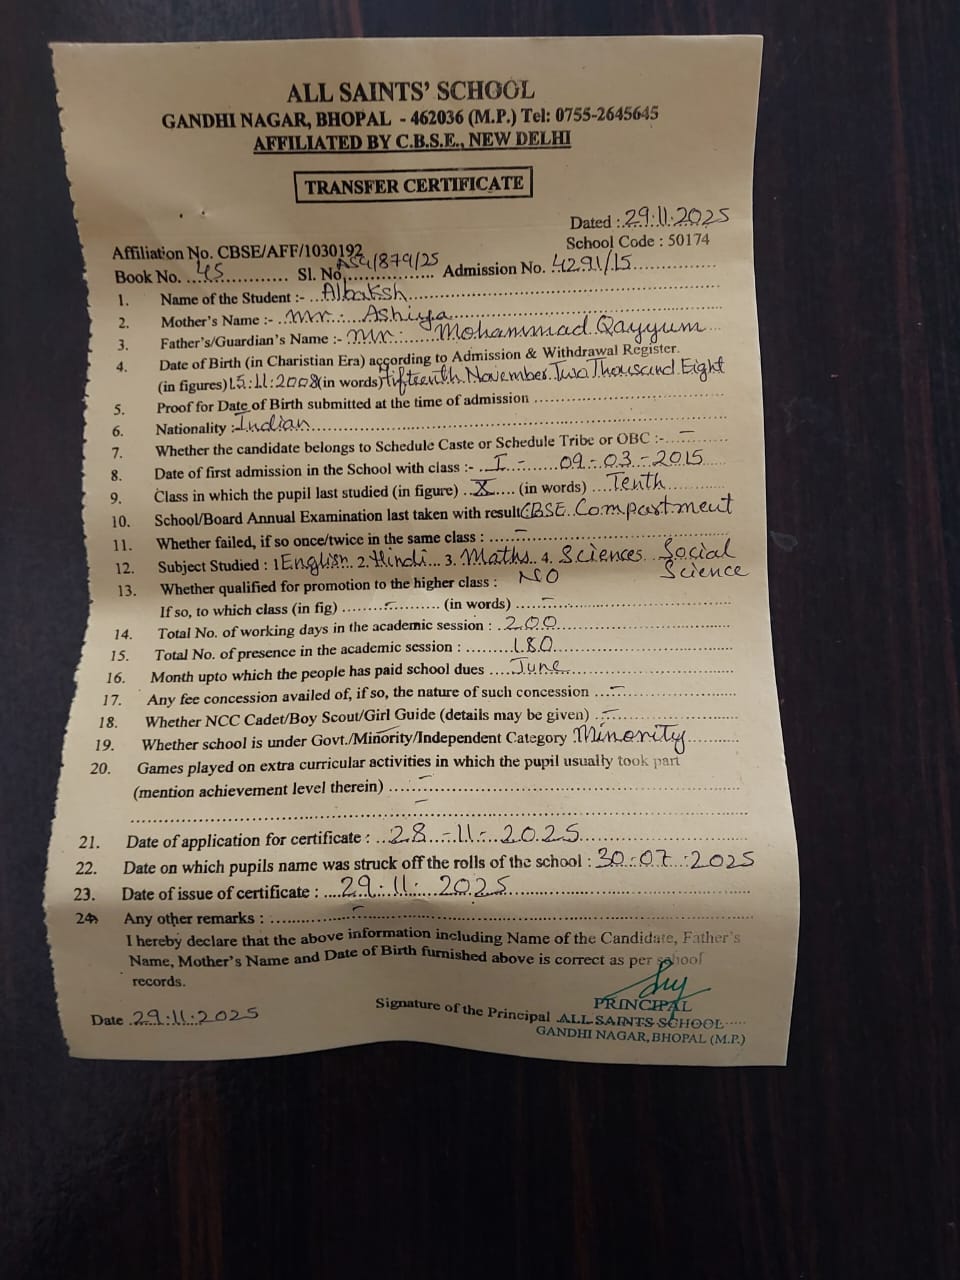 ALL SAINTS' SCHOOL
GANDHI NAGAR, BHOPAL - 462036 (M.P.) Tel: 0755-2645645
AFFILIATED BY C.B.S.E., NEW DELHI
TRANSFER CERTIFICATE
Dated : 29.11.2025
Affiliation No. CBSE/AFF/1030192
School Code : 50174
Book No. 45 Sl. No. ASG/879/25 Admission No. 4291/15
1. Name of the Student :- Albaksh
2. Mother's Name :- Mr. Ashiya
3. Father's/Guardian's Name :- Mr. Mohammad Qayyum
4. Date of Birth (in Charistian Era) according to Admission & Withdrawal Register.
(in figures) 15.11.2008 (in words) Fifteenth November Two Thousand Eight
5. Proof for Date of Birth submitted at the time of admission
6. Nationality :- Indian
7. Whether the candidate belongs to Schedule Caste or Schedule Tribe or OBC :- -
8. Date of first admission in the School with class :- I - 09-03-2015
9. Class in which the pupil last studied (in figure) X (in words) Tenth
10. School/Board Annual Examination last taken with result CBSE Compartment
11. Whether failed, if so once/twice in the same class : -
12. Subject Studied : 1 English 2. Hindi 3. Maths 4. Sciences Social Science
13. Whether qualified for promotion to the higher class : NO
If so, to which class (in fig) - (in words) -
14. Total No. of working days in the academic session : 200
15. Total No. of presence in the academic session : 180
16. Month upto which the people has paid school dues June
17. Any fee concession availed of, if so, the nature of such concession -
18. Whether NCC Cadet/Boy Scout/Girl Guide (details may be given) -
19. Whether school is under Govt./Minority/Independent Category Minority
20. Games played on extra curricular activities in which the pupil usually took part
(mention achievement level therein) -
-
21. Date of application for certificate : 28-11-2025
22. Date on which pupils name was struck off the rolls of the school : 30-07-2025
23. Date of issue of certificate : 29-11-2025
24. Any other remarks : -
I hereby declare that the above information including Name of the Candidate, Father's
Name, Mother's Name and Date of Birth furnished above is correct as per school
records.
Date 29.11.2025
Signature of the Principal
PRINCIPAL
ALL SAINTS SCHOOL
GANDHI NAGAR, BHOPAL (M.P.)